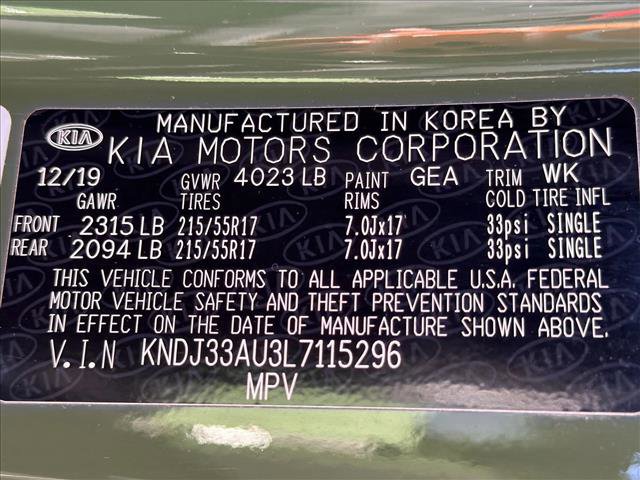 KIA MANUFACTURED IN KOREA BY
KIA MOTORS CORPORATION
12/19 GVWR 4023 LB PAINT GEA TRIM WK
GAWR TIRES RIMS COLD TIRE INFL
FRONT 2315 LB 215/55R17 7.0Jx17 33psi SINGLE
REAR 2094 LB 215/55R17 7.0Jx17 33psi SINGLE
THIS VEHICLE CONFORMS TO ALL APPLICABLE U.S.A. FEDERAL
MOTOR VEHICLE SAFETY AND THEFT PREVENTION STANDARDS
IN EFFECT ON THE DATE OF MANUFACTURE SHOWN ABOVE.
V.I.N KNDJ33AU3L7115296
MPV